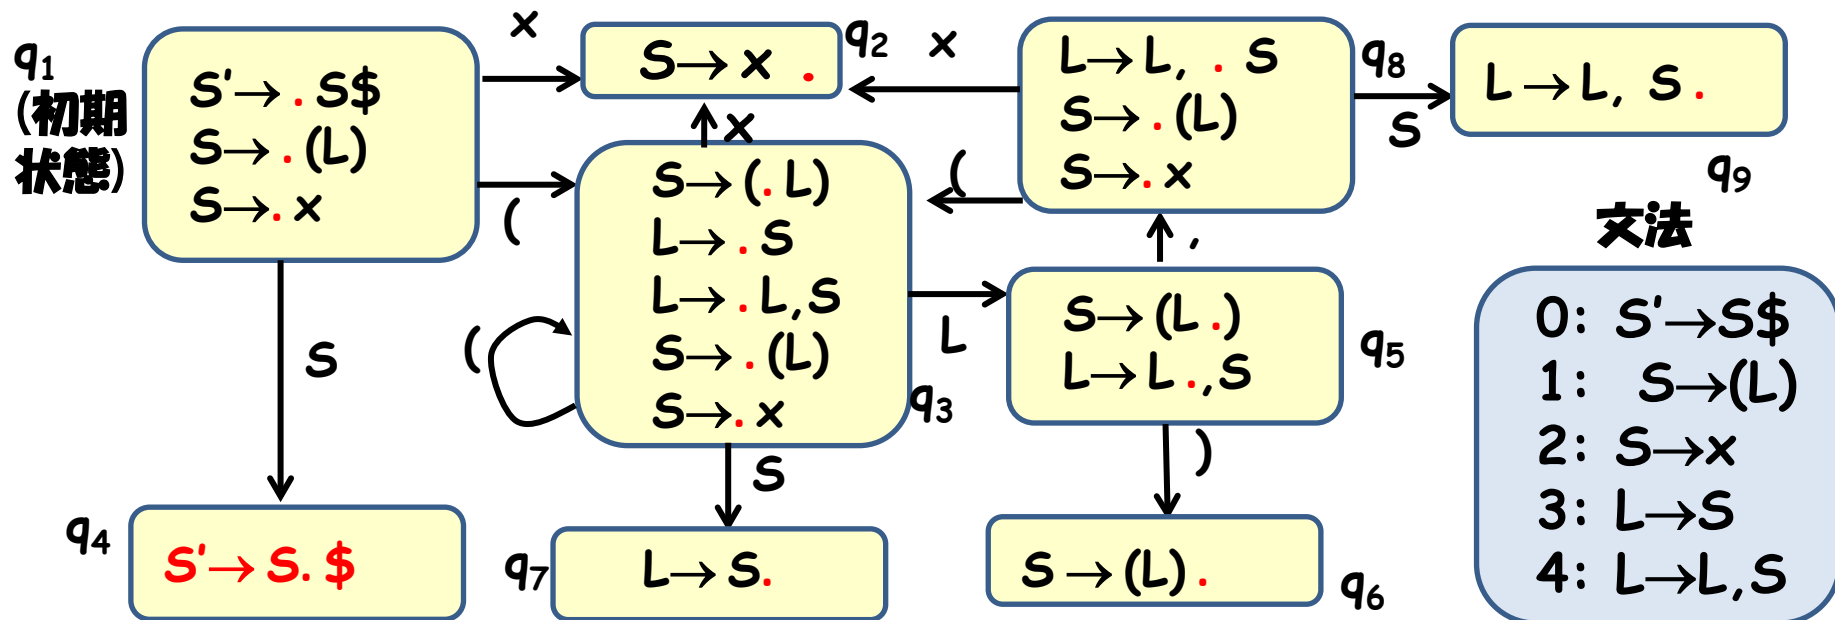 q1
(初期
状態)
S'→ . S$
S→ . (L)
S→. x
x
(
S
S→ x .
q2
x
x
S→(. L)
L→ . S
L→ . L,S
S→ . (L)
S→. x
q3
(
(
S
L
L→L, . S
S→ . (L)
S→. x
q8
,
S
L→L, S .
q9
S→ (L .)
L→L .,S
q5
)
q4
S'→ S. $
q7
L→ S.
S→(L) .
q6
文法
0: S'→S$
1: S→(L)
2: S→x
3: L→S
4: L→L,S